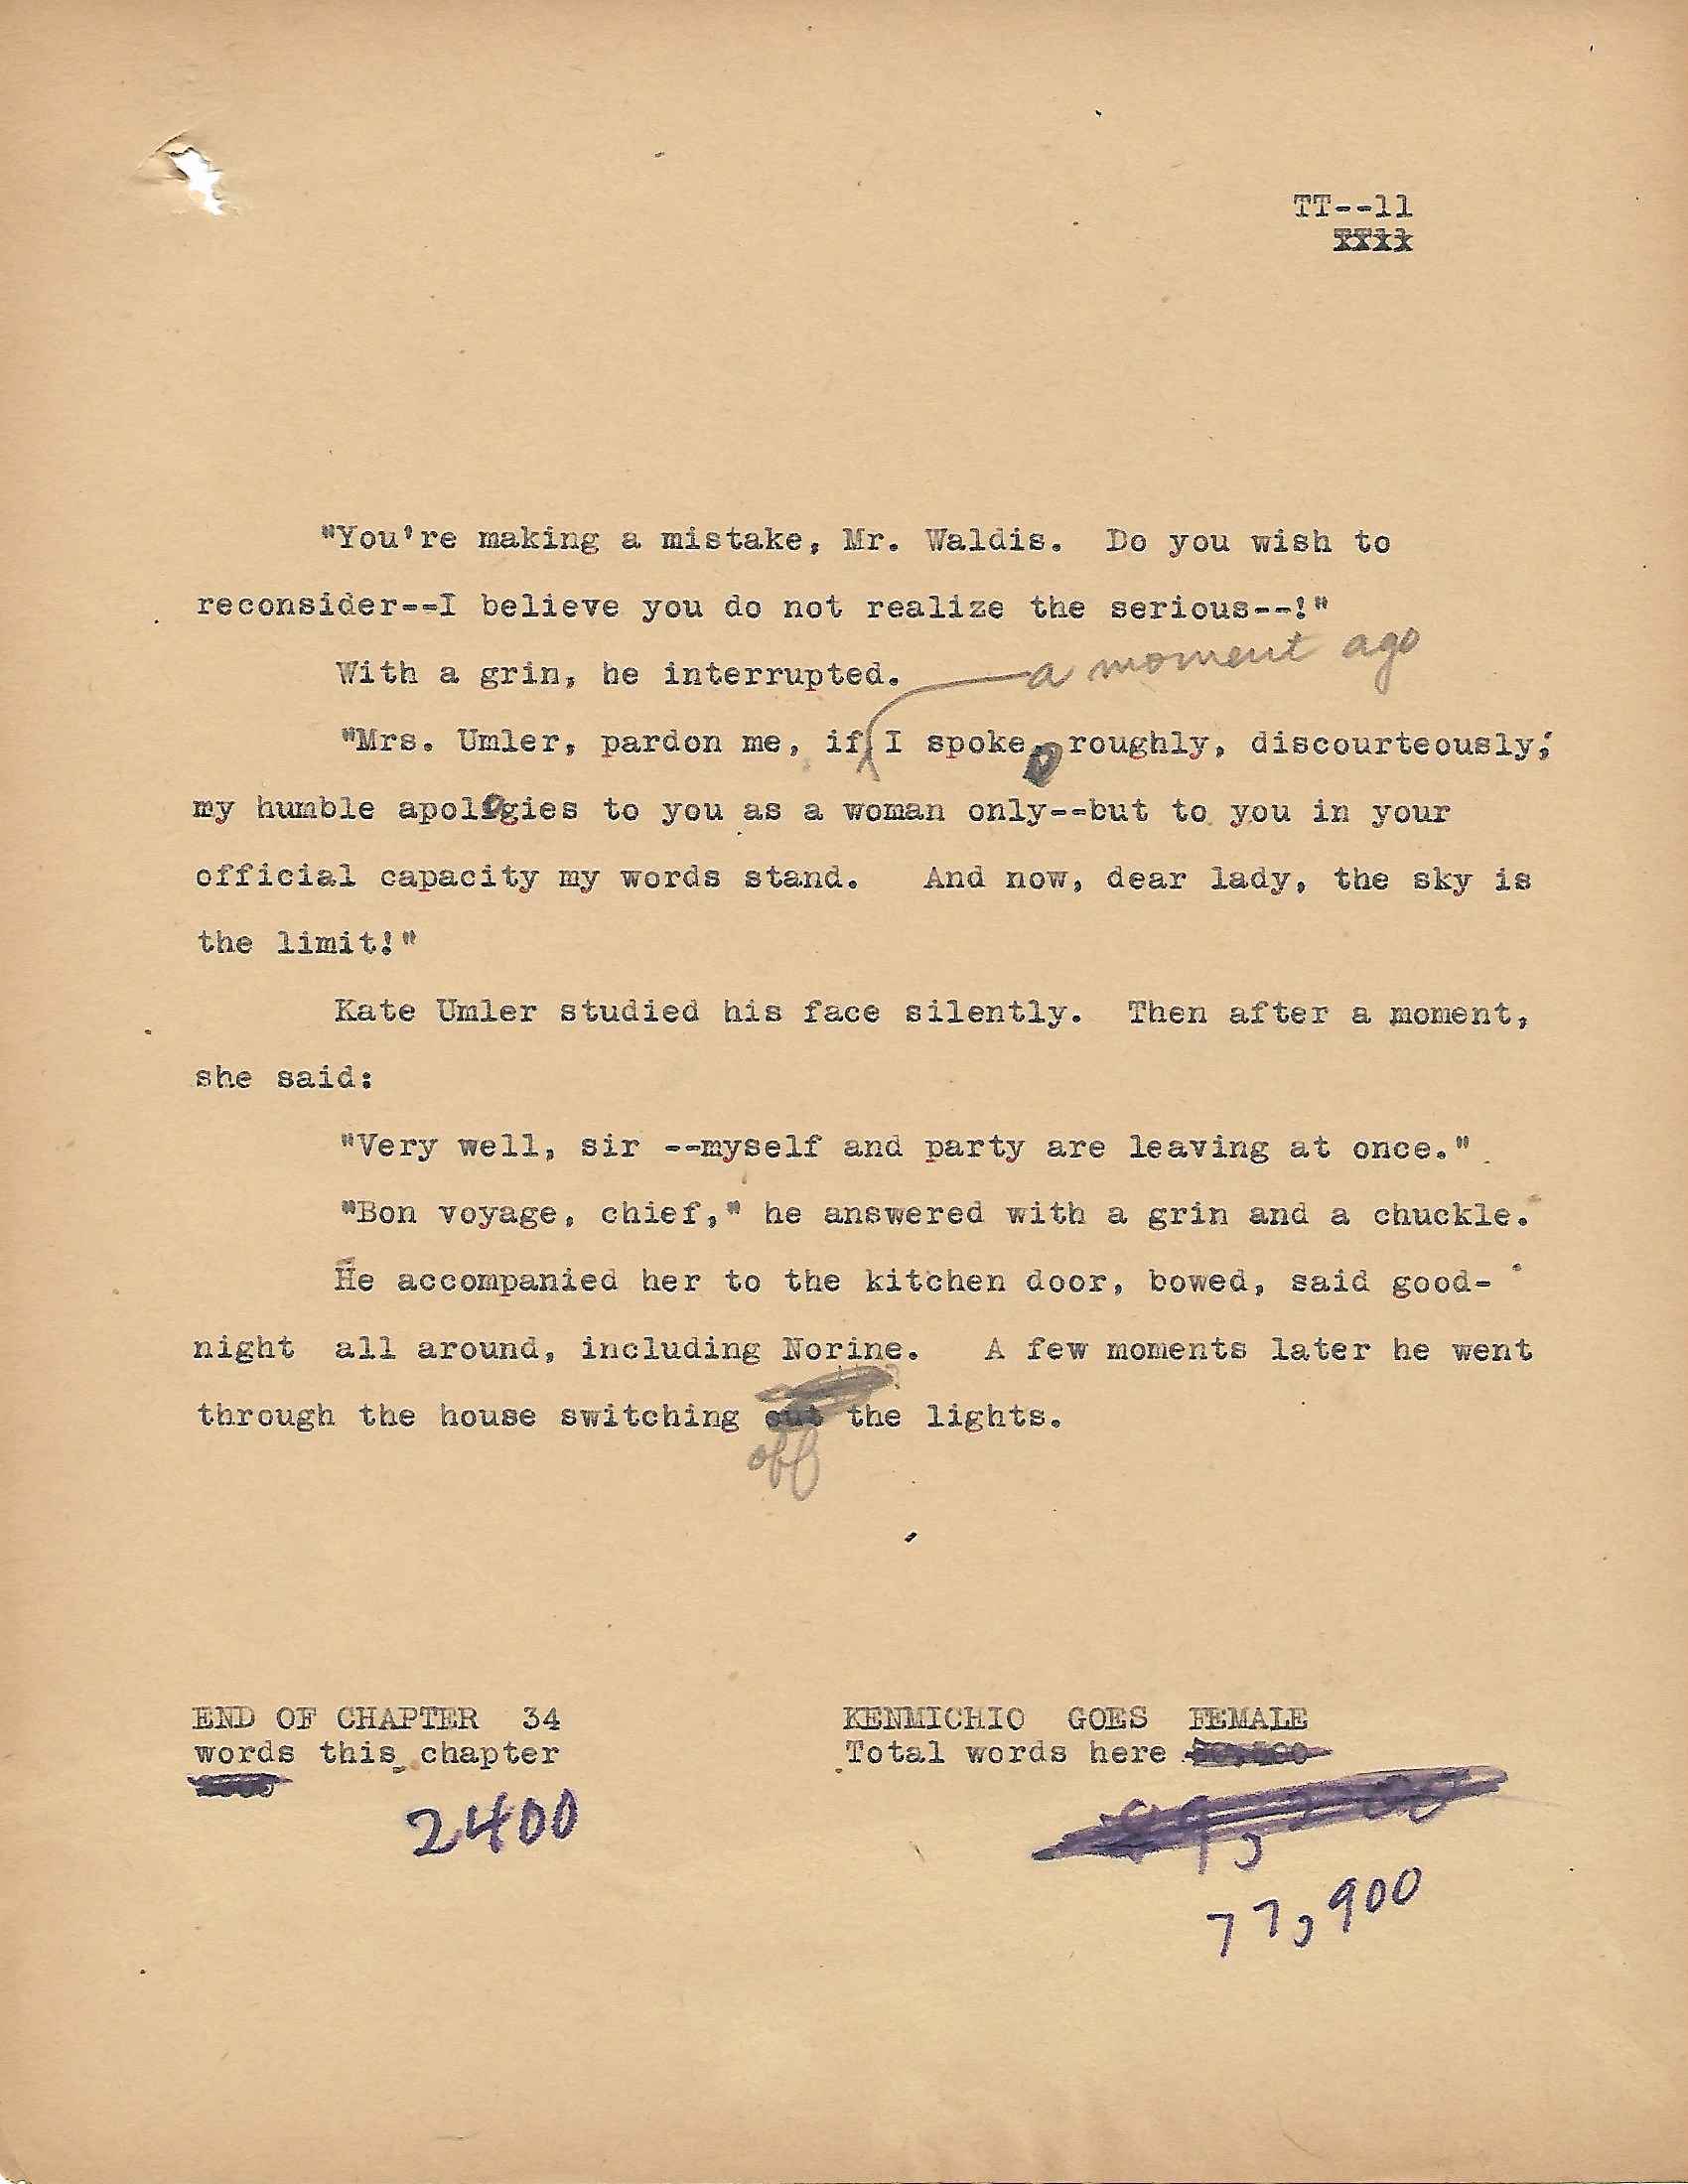 TT--11
"You're making a mistake, Mr. Waldis. Do you wish to
reconsider--I believe you do not realize the serious--!"
With a grin, he interrupted.
a moment ago
"Mrs. Umler, pardon me, if I spoke roughly, discourteously;
my humble apologies to you as a woman only--but to you in your
official capacity my words stand. And now, dear lady, the sky is
the limit!"
Kate Umler studied his face silently. Then after a moment,
she said:
"Very well, sir --myself and party are leaving at once."
"Bon voyage, chief," he answered with a grin and a chuckle.
He accompanied her to the kitchen door, bowed, said good-
night all around, including Norine. A few moments later he went
through the house switching out the lights.
off
END OF CHAPTER 34 KENMICHIO GOES FEMALE
words this chapter Total words here
2400
77,900